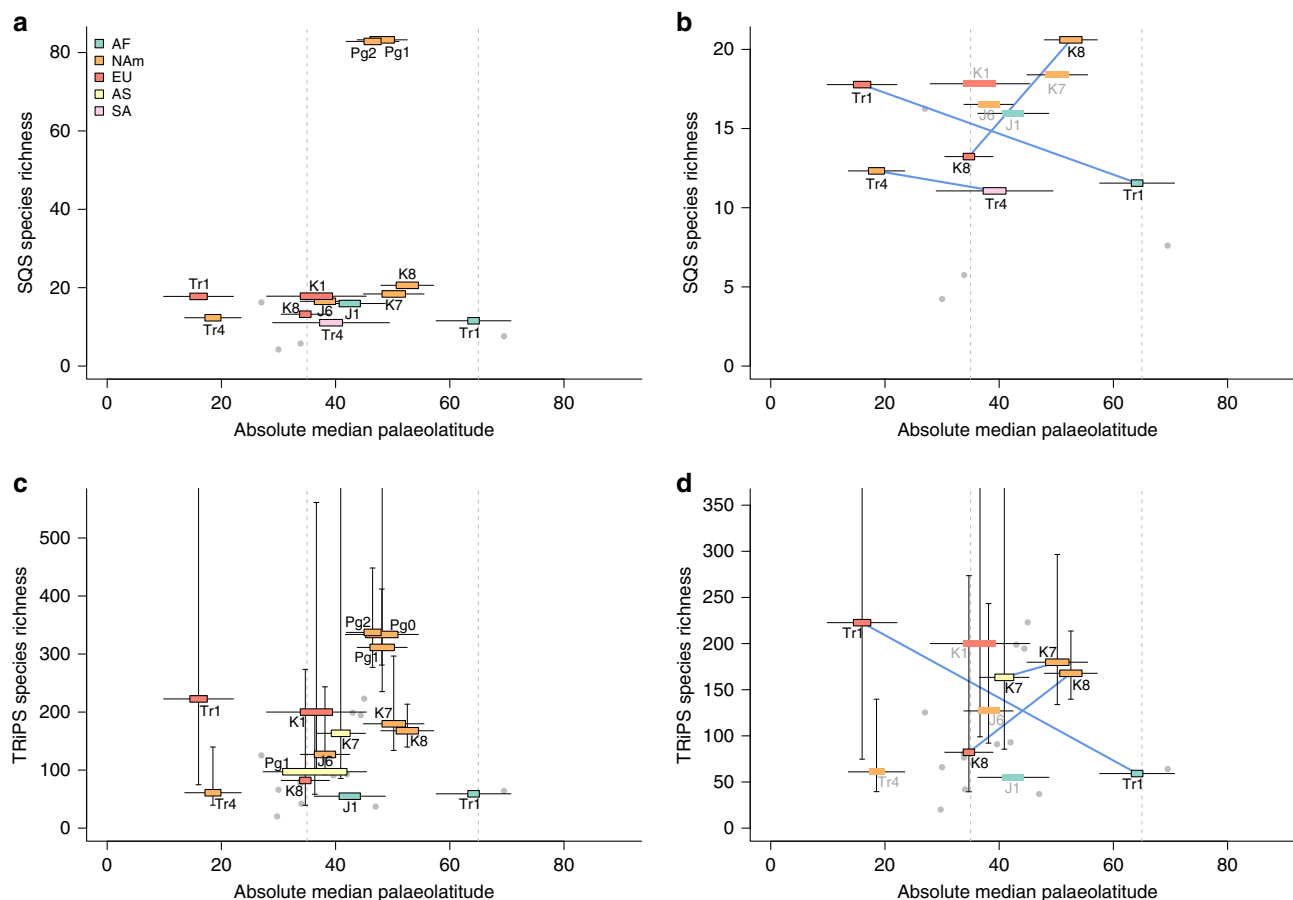 a
80
60
40
20
0
SQS species richness
AF
NAm
EU
AS
SA
Pg2
Pg1
Tr1
Tr4
K8
K1
J6
J1
Tr4
K8
K7
Tr1
0 20 40 60 80
Absolute median palaeolatitude
b
20
15
10
5
0
SQS species richness
Tr1
K1
K8
K7
J6
J1
K8
Tr4
Tr4
Tr1
0 20 40 60 80
Absolute median palaeolatitude
c
500
400
300
200
100
0
TRiPS species richness
Pg2
Pg0
Pg1
Tr1
K1
K7
K7
K8
Pg1
J6
K8
Tr4
J1
Tr1
0 20 40 60 80
Absolute median palaeolatitude
d
350
300
250
200
150
100
50
0
TRiPS species richness
Tr1
K1
K7
K7
K8
J6
K8
Tr4
J1
Tr1
0 20 40 60 80
Absolute median palaeolatitude